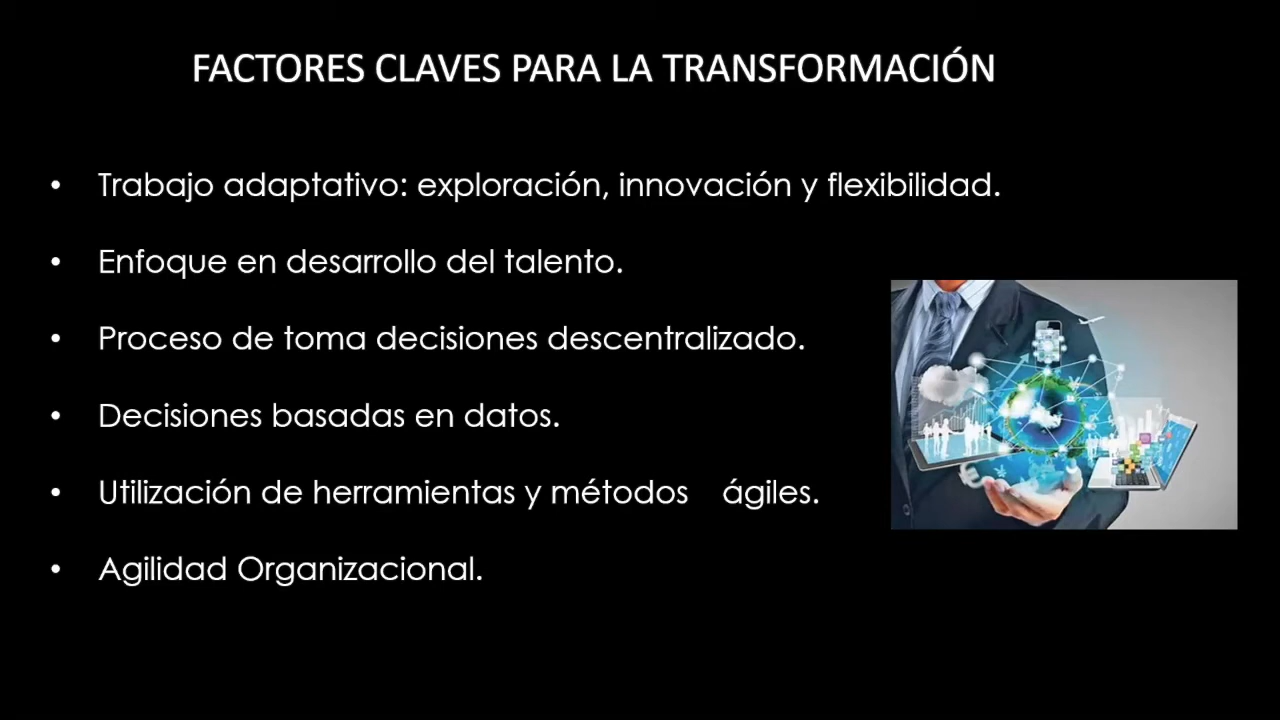 FACTORES CLAVES PARA LA TRANSFORMACIÓN
• Trabajo adaptativo: exploración, innovación y flexibilidad.
• Enfoque en desarrollo del talento.
• Proceso de toma decisiones descentralizado.
• Decisiones basadas en datos.
• Utilización de herramientas y métodos ágiles.
• Agilidad Organizacional.